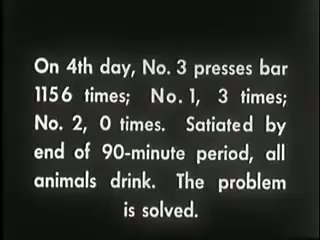 On 4th day, No. 3 presses bar
1156 times; No. 1, 3 times;
No. 2, 0 times. Satiated by
end of 90-minute period, all
animals drink. The problem
is solved.